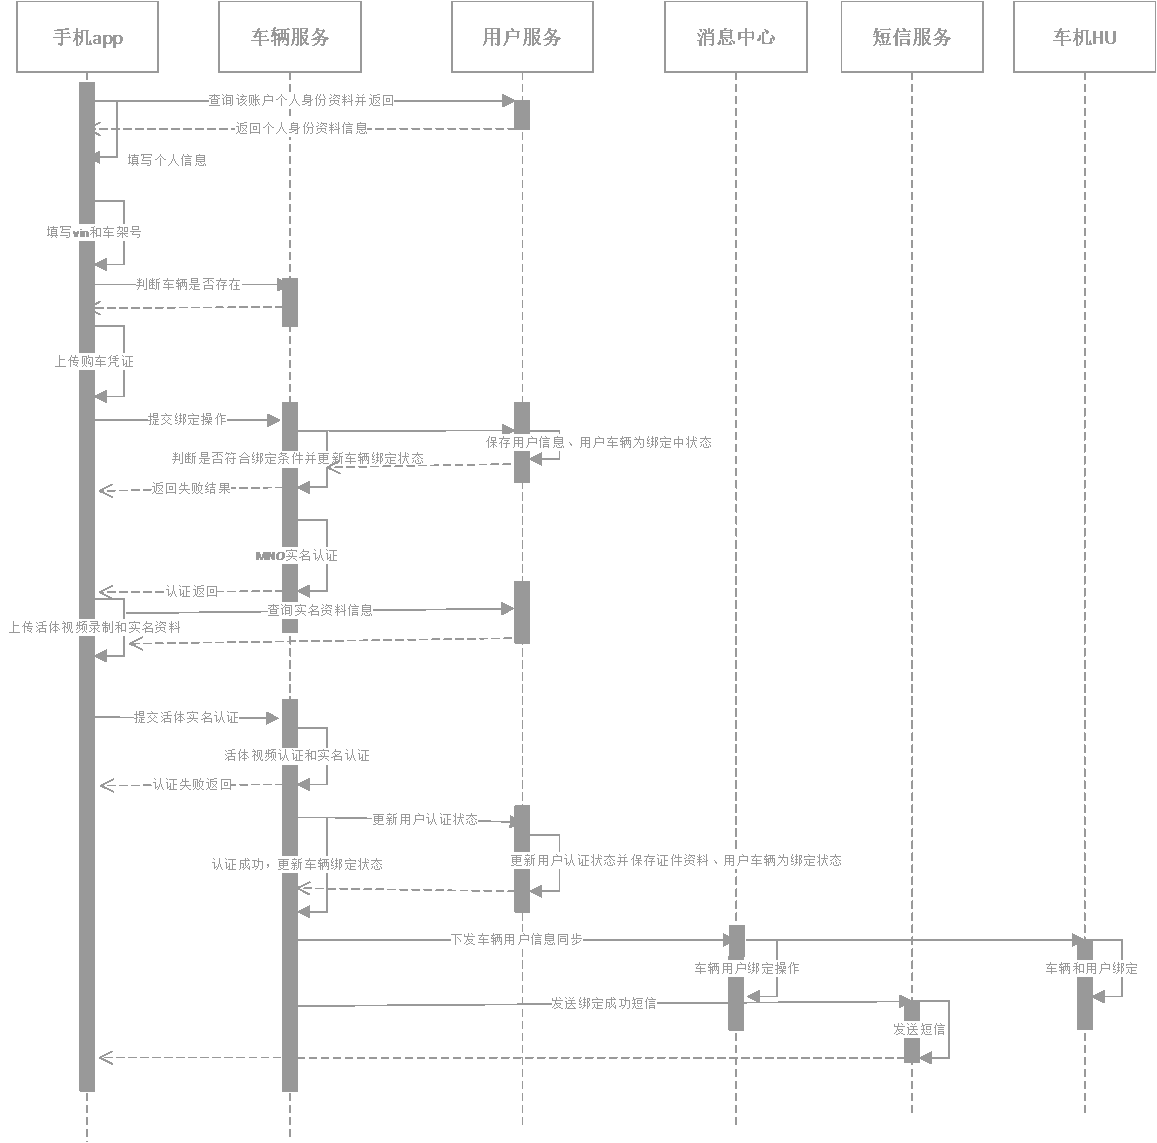 手机app
车辆服务
用户服务
消息中心
短信服务
车机HU
查询该账户个人身份资料并返回
返回个人身份资料信息
填写个人信息
填写vin和车架号
判断车辆是否存在
上传购车凭证
提交绑定操作
保存用户信息、用户车辆为绑定中状态
判断是否符合绑定条件并更新车辆绑定状态
返回失败结果
MNO实名认证
认证返回
查询实名资料信息
上传活体视频录制和实名资料
提交活体实名认证
活体视频认证和实名认证
认证失败返回
更新用户认证状态
认证成功，更新车辆绑定状态
更新用户认证状态并保存证件资料、用户车辆为绑定状态
下发车辆用户信息同步
车辆用户绑定操作
车辆和用户绑定
发送绑定成功短信
发送短信